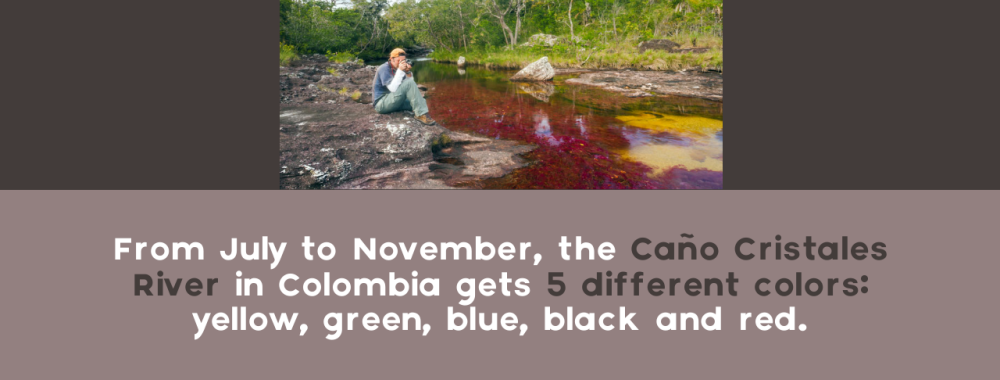 From July to November, the Caño Cristales
River in Colombia gets 5 different colors:
yellow, green, blue, black and red.